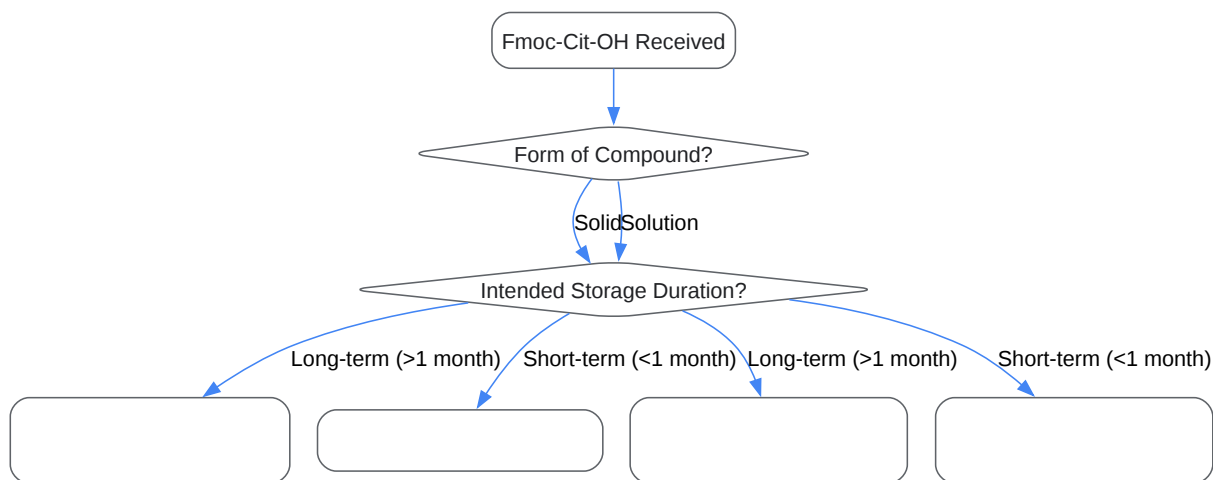 Fmoc-Cit-OH Received
Form of Compound?
Solid
Solution
Intended Storage Duration?
Long-term (>1 month)
Short-term (<1 month)
Long-term (>1 month)
Short-term (<1 month)